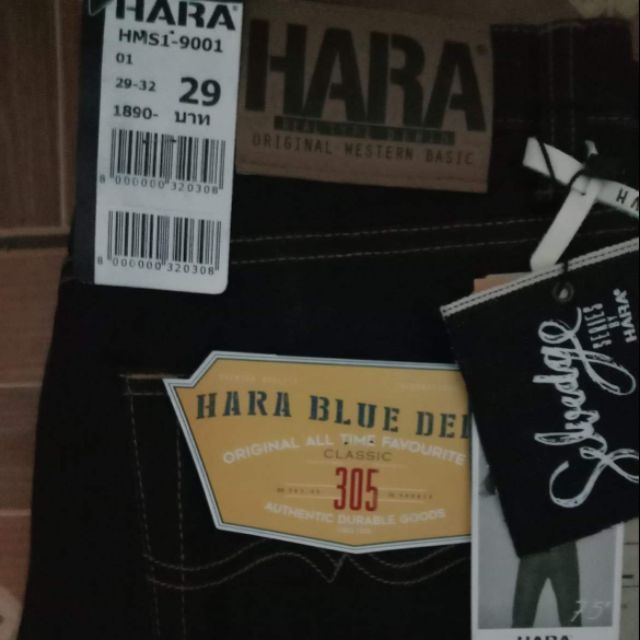 HARA
HMS1-9001
01
29-32 29
1890- บาท
8 000000 320308
8 000000 320308
HARA
ORIGINAL WESTERN BASIC
HARA BLUE DE
ORIGINAL ALL TIME FAVOURITE
CLASSIC
305
AUTHENTIC DURABLE GOODS
Selvedge
SERIES
BY
HARA
75"
HARA